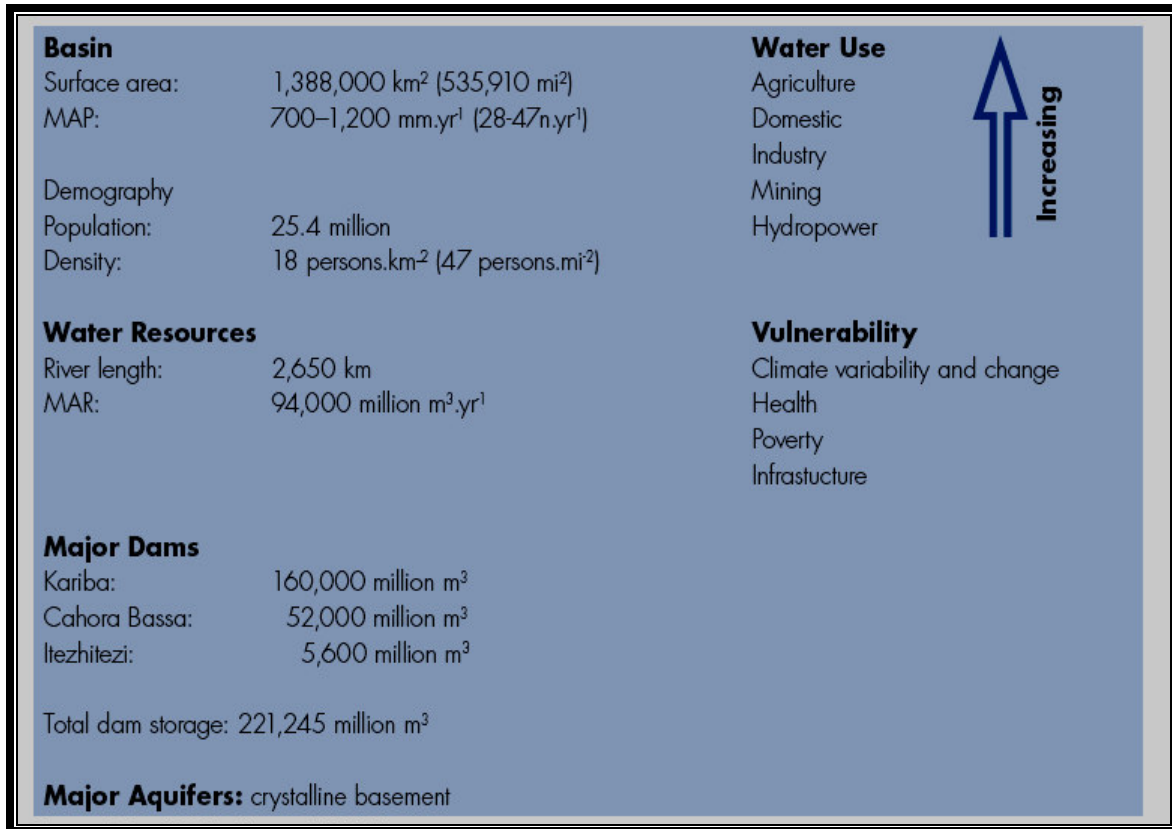 Basin
Surface area: 1,388,000 km² (535,910 mi²)
MAP: 700–1,200 mm.yr¹ (28-47n.yr¹)
Demography
Population: 25.4 million
Density: 18 persons.km-² (47 persons.mi-²)
Water Resources
River length: 2,650 km
MAR: 94,000 million m³.yr¹
Major Dams
Kariba: 160,000 million m³
Cahora Bassa: 52,000 million m³
Itezhitezi: 5,600 million m³
Total dam storage: 221,245 million m³
Major Aquifers: crystalline basement
Water Use
Agriculture
Domestic
Industry
Mining
Hydropower
Increasing
Vulnerability
Climate variability and change
Health
Poverty
Infrastucture